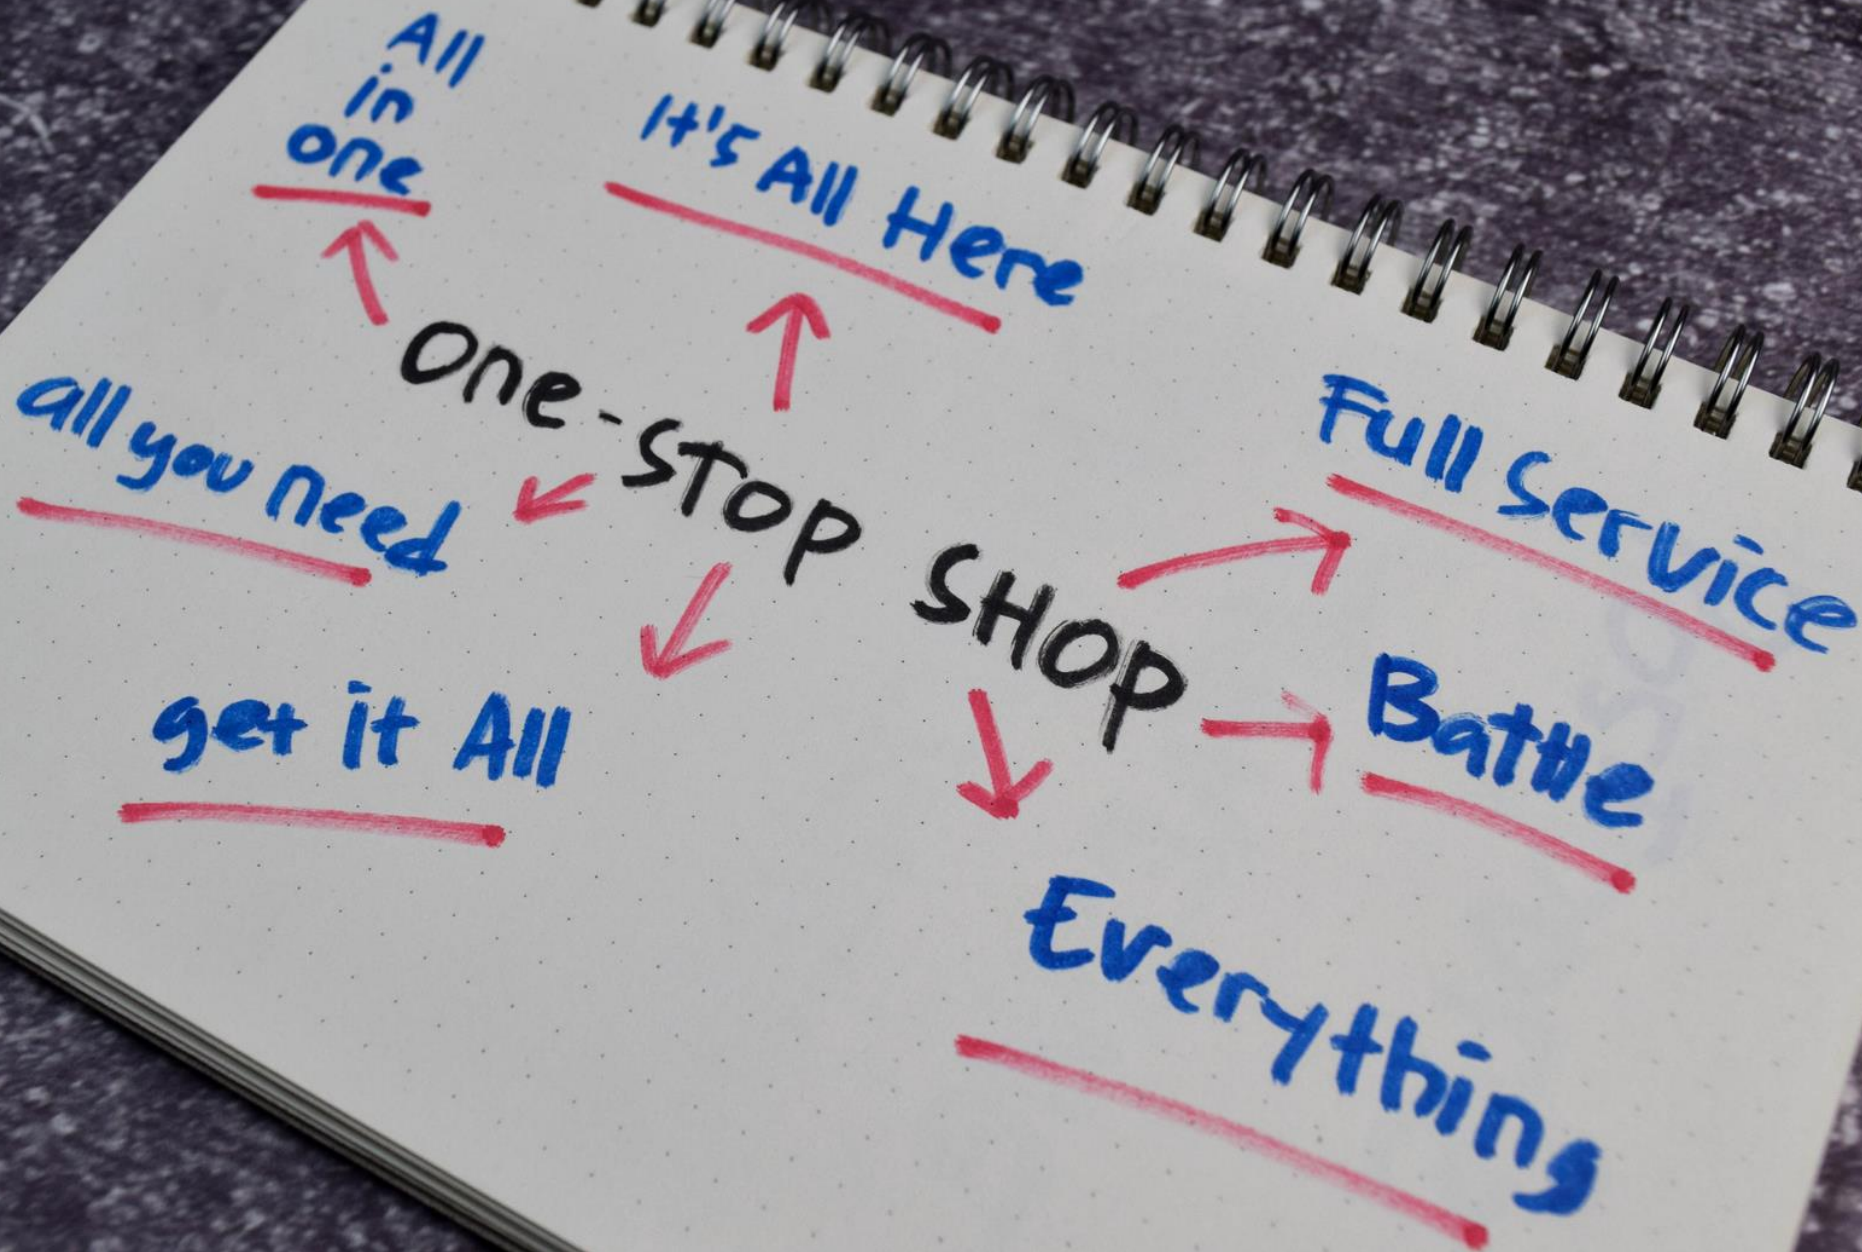 All
in
one
It's All Here
one-STOP SHOP
all you need
Full Service
get it All
Battle
Everything